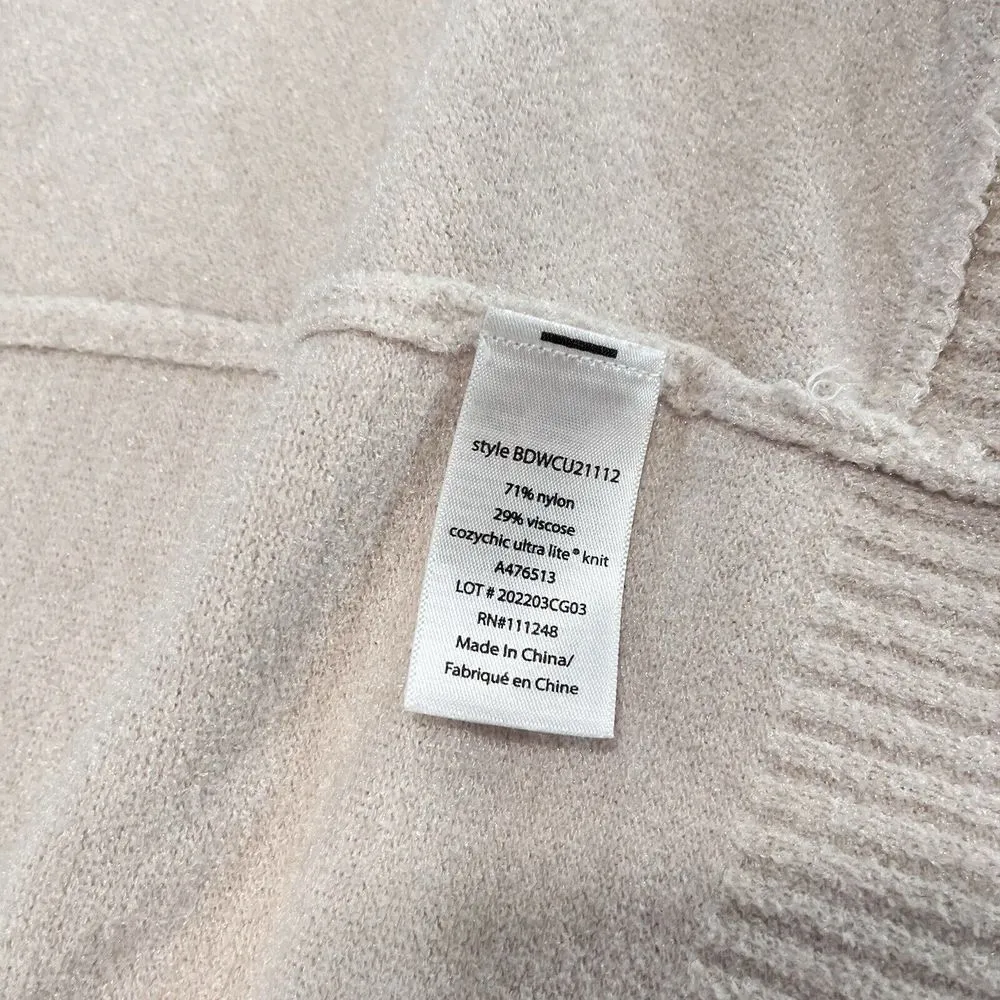 style BDWCU21112
71% nylon
29% viscose
cozychic ultra lite® knit
A476513
LOT # 202203CG03
RN#111248
Made In China/
Fabriqué en Chine